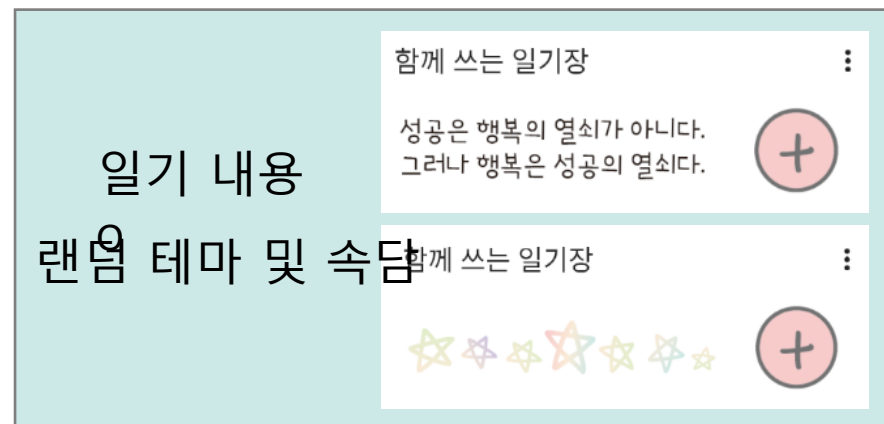 일기 내용
랜덤 테마 및 속담
함께 쓰는 일기장
성공은 행복의 열쇠가 아니다.
그러나 행복은 성공의 열쇠다.
함께 쓰는 일기장